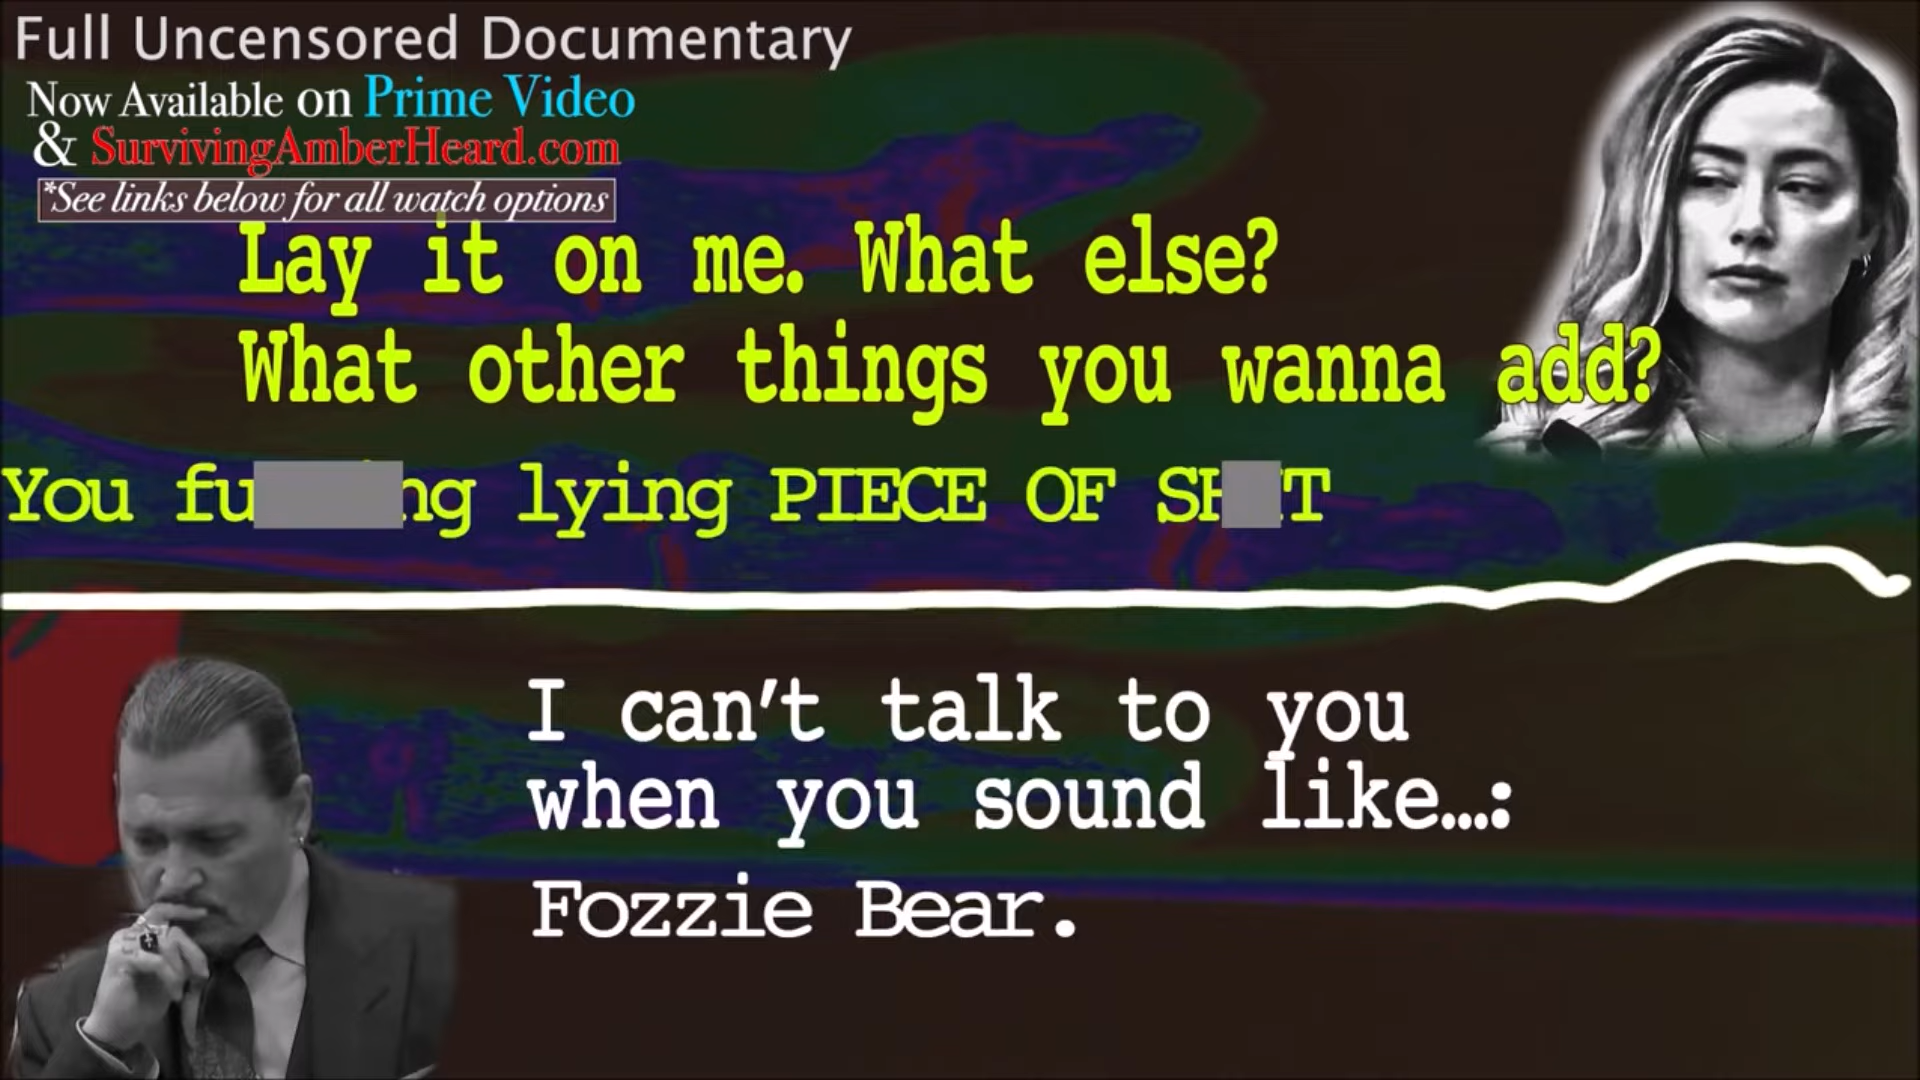 Full Uncensored Documentary
Now Available on Prime Video
& SurvivingAmberHeard.com
*See links below for all watch options
Lay it on me. What else?
What other things you wanna add?
You fu ng lying PIECE OF SH T
I can't talk to you
when you sound like...:
Fozzie Bear.